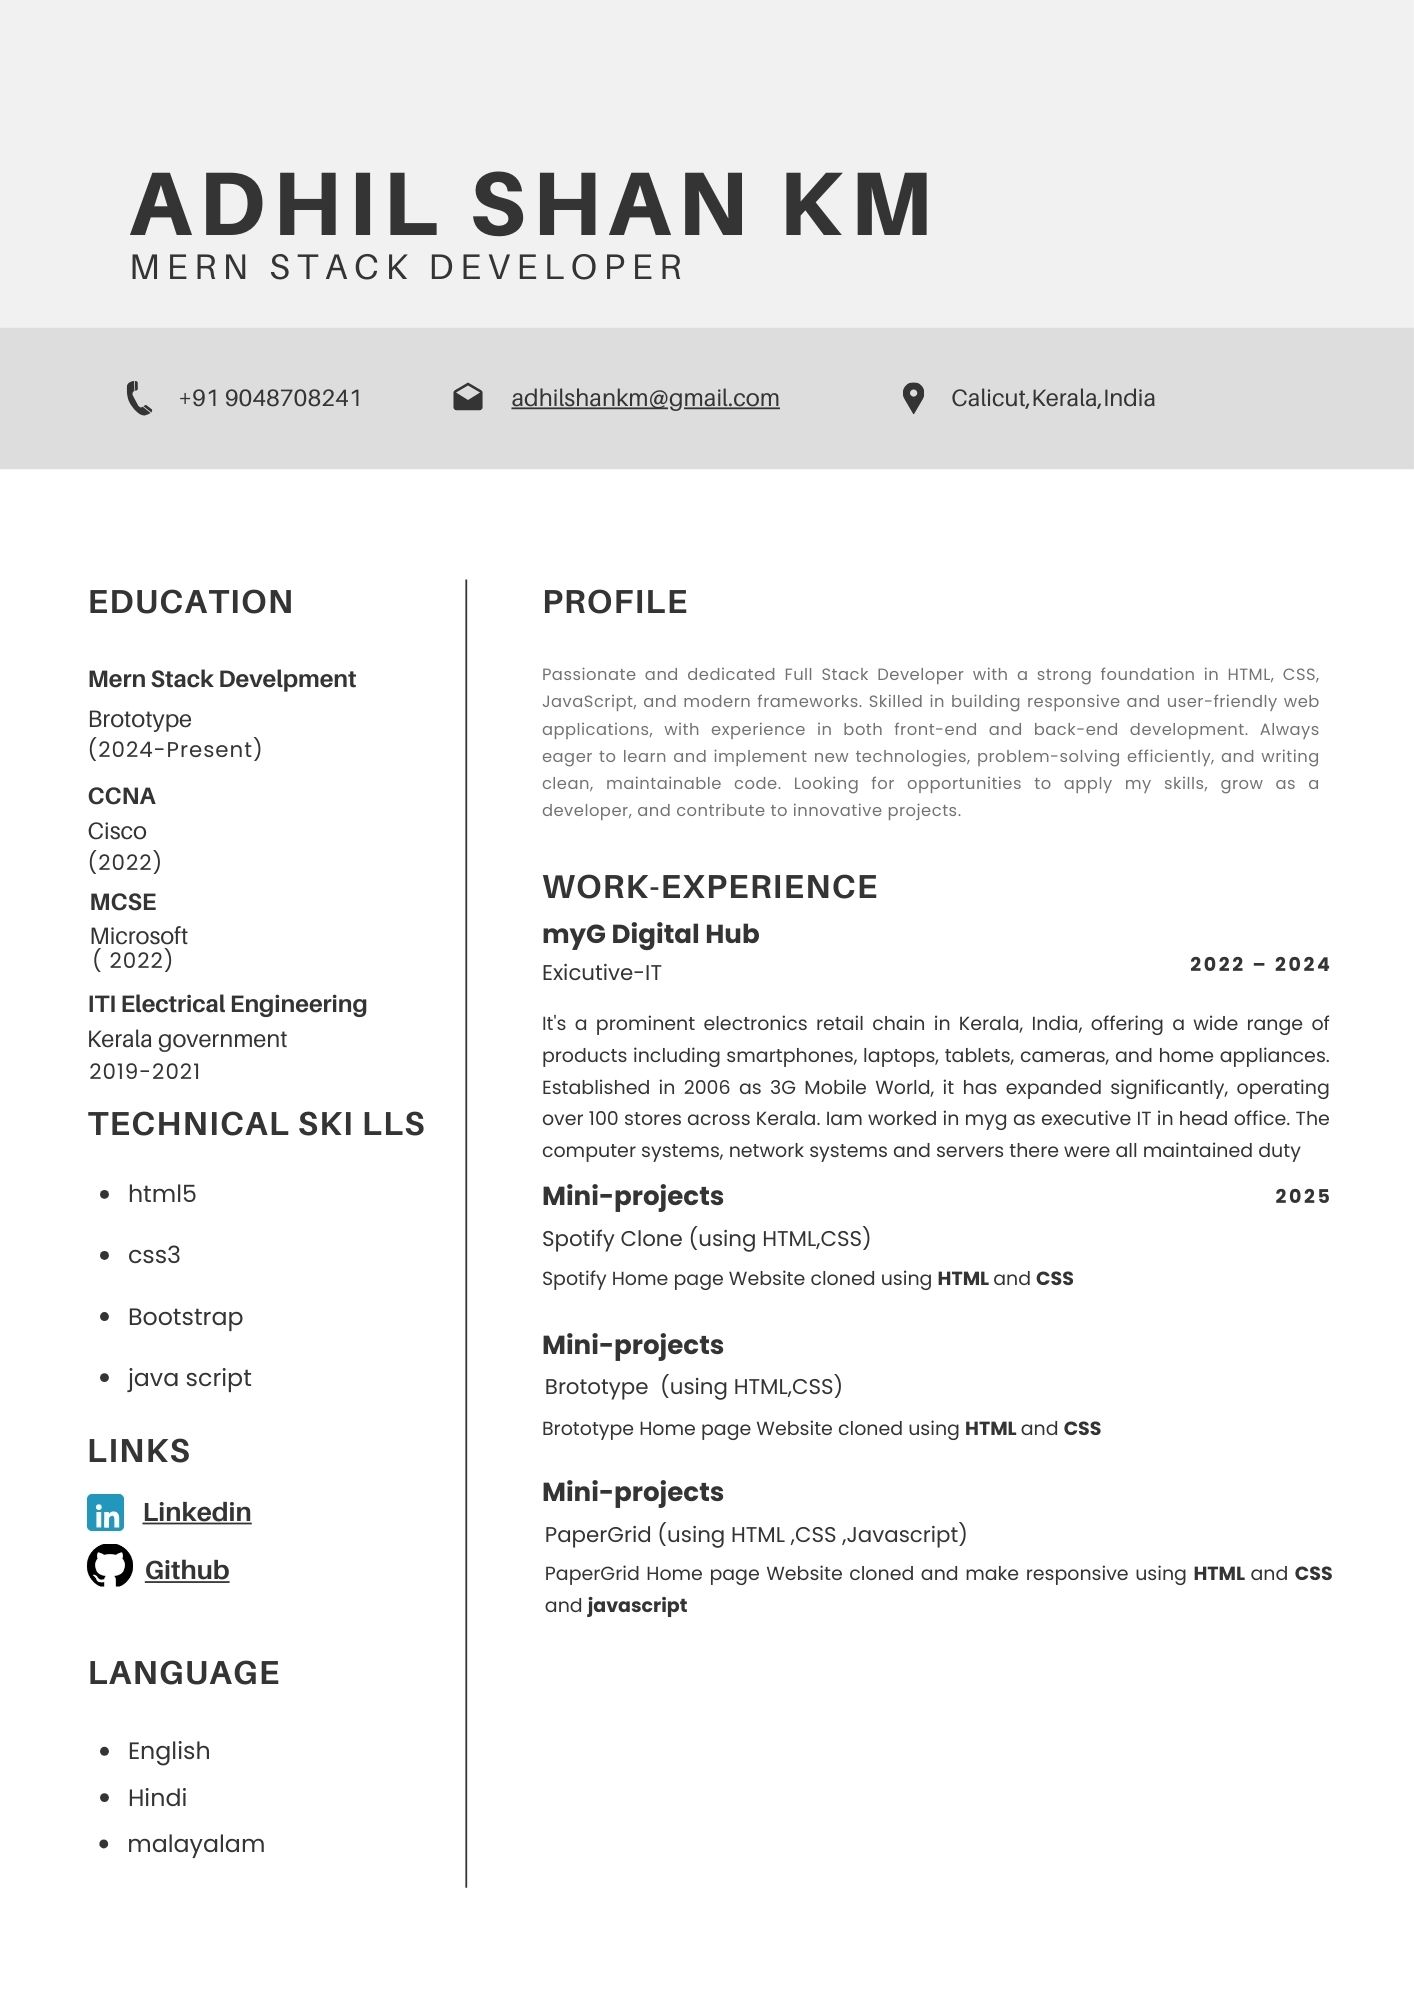 ADHIL SHAN KM
MERN STACK DEVELOPER
+91 9048708241
adhilshankm@gmail.com
Calicut,Kerala,India
EDUCATION
Mern Stack Develpment
Brototype
(2024-Present)
CCNA
Cisco
(2022)
MCSE
Microsoft
( 2022)
ITI Electrical Engineering
Kerala government
2019-2021
TECHNICAL SKI LLS
• html5
• css3
• Bootstrap
• java script
LINKS
in Linkedin
Github
LANGUAGE
• English
• Hindi
• malayalam
PROFILE
Passionate and dedicated Full Stack Developer with a strong foundation in HTML, CSS,
JavaScript, and modern frameworks. Skilled in building responsive and user-friendly web
applications, with experience in both front-end and back-end development. Always
eager to learn and implement new technologies, problem-solving efficiently, and writing
clean, maintainable code. Looking for opportunities to apply my skills, grow as a
developer, and contribute to innovative projects.
WORK-EXPERIENCE
myG Digital Hub
Exicutive-IT
2022 – 2024
It's a prominent electronics retail chain in Kerala, India, offering a wide range of
products including smartphones, laptops, tablets, cameras, and home appliances.
Established in 2006 as 3G Mobile World, it has expanded significantly, operating
over 100 stores across Kerala. Iam worked in myg as executive IT in head office. The
computer systems, network systems and servers there were all maintained duty
Mini-projects
2025
Spotify Clone (using HTML,CSS)
Spotify Home page Website cloned using HTML and CSS
Mini-projects
Brototype (using HTML,CSS)
Brototype Home page Website cloned using HTML and CSS
Mini-projects
PaperGrid (using HTML ,CSS ,Javascript)
PaperGrid Home page Website cloned and make responsive using HTML and CSS
and javascript